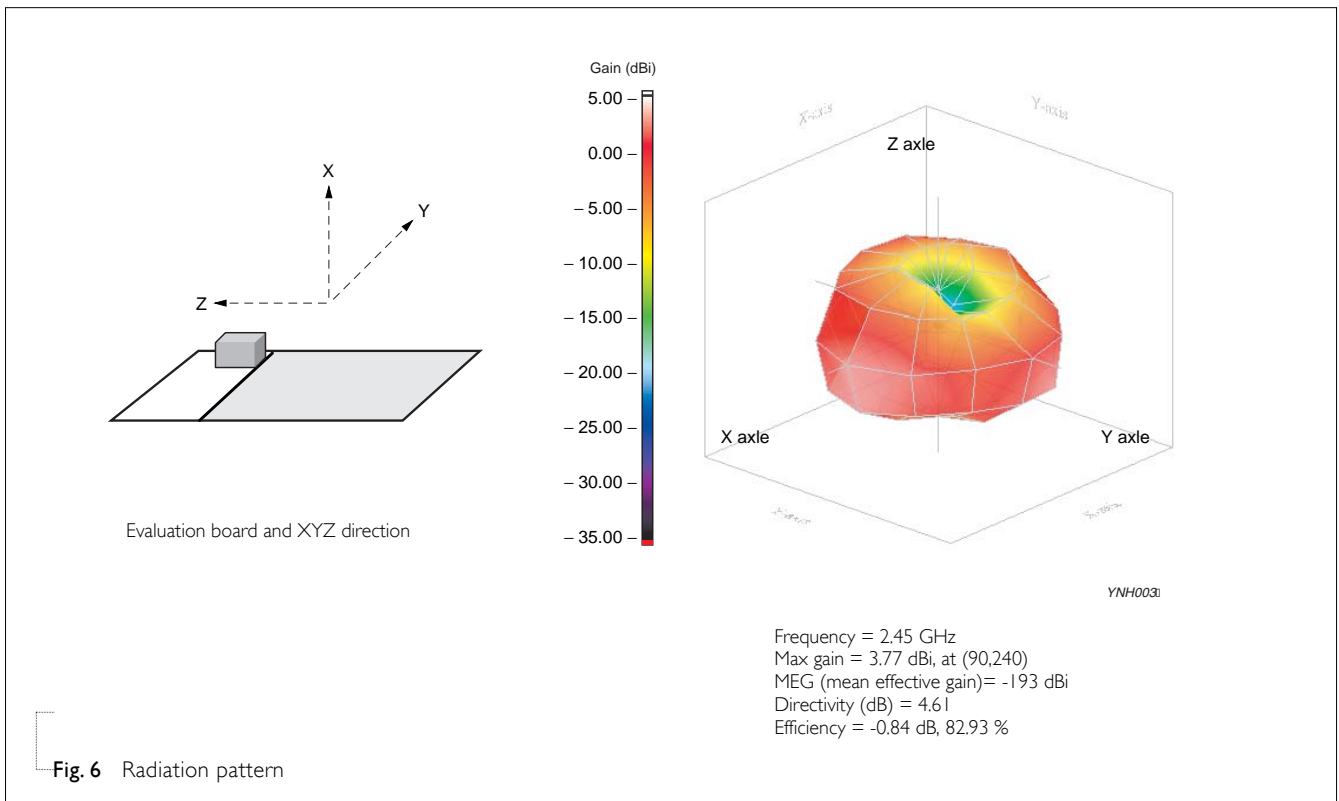 X
Y
Z
Evaluation board and XYZ direction
Gain (dBi)
5.00 –
0.00 –
– 5.00 –
– 10.00 –
– 15.00 –
– 20.00 –
– 25.00 –
– 30.00 –
– 35.00 –
X-axis
Y-axis
Z axle
X axle
Y axle
YNH003
Frequency = 2.45 GHz
Max gain = 3.77 dBi, at (90,240)
MEG (mean effective gain)= -193 dBi
Directivity (dB) = 4.61
Efficiency = -0.84 dB, 82.93 %
Fig. 6 Radiation pattern